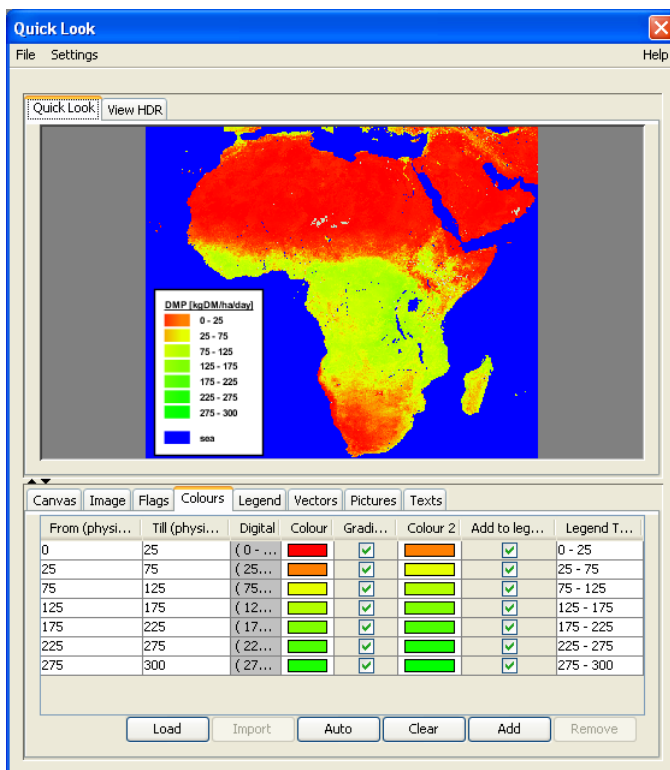 Quick Look
File Settings Help
Quick Look View HDR
DMP [kgDM/ha/day]
0 - 25
25 - 75
75 - 125
125 - 175
175 - 225
225 - 275
275 - 300
sea
Canvas Image Flags Colours Legend Vectors Pictures Texts
From (physi... Till (physi... Digital Colour Gradi... Colour 2 Add to leg... Legend T...
0 25 ( 0 - ... 0 - 25
25 75 ( 25... 25 - 75
75 125 ( 75... 75 - 125
125 175 ( 12... 125 - 175
175 225 ( 17... 175 - 225
225 275 ( 22... 225 - 275
275 300 ( 27... 275 - 300
Load Import Auto Clear Add Remove